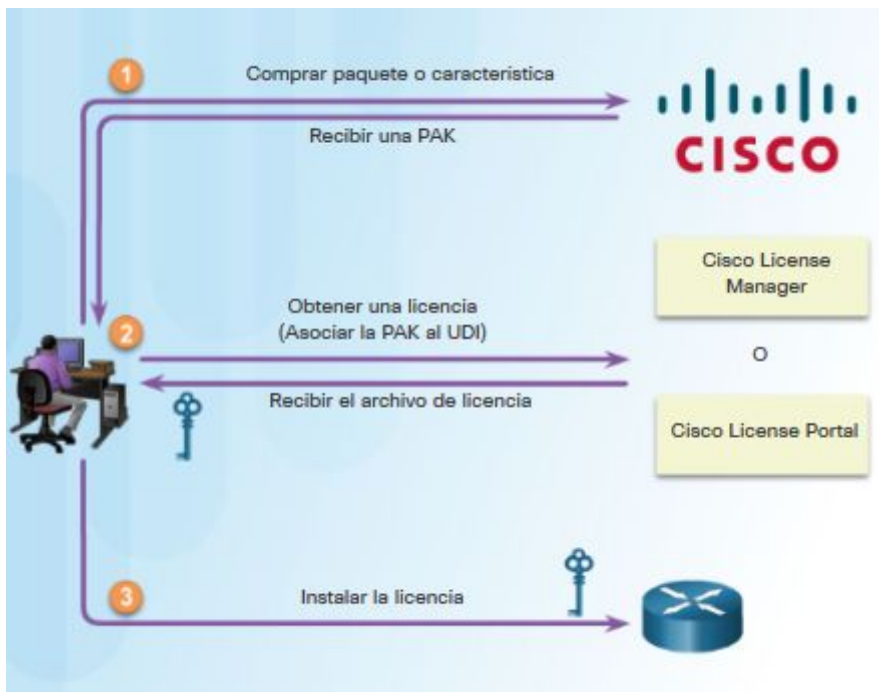 1
Comprar paquete o característica
Recibir una PAK
CISCO
Cisco License
Manager
O
Cisco License Portal
2
Obtener una licencia
(Asociar la PAK al UDI)
Recibir el archivo de licencia
3
Instalar la licencia